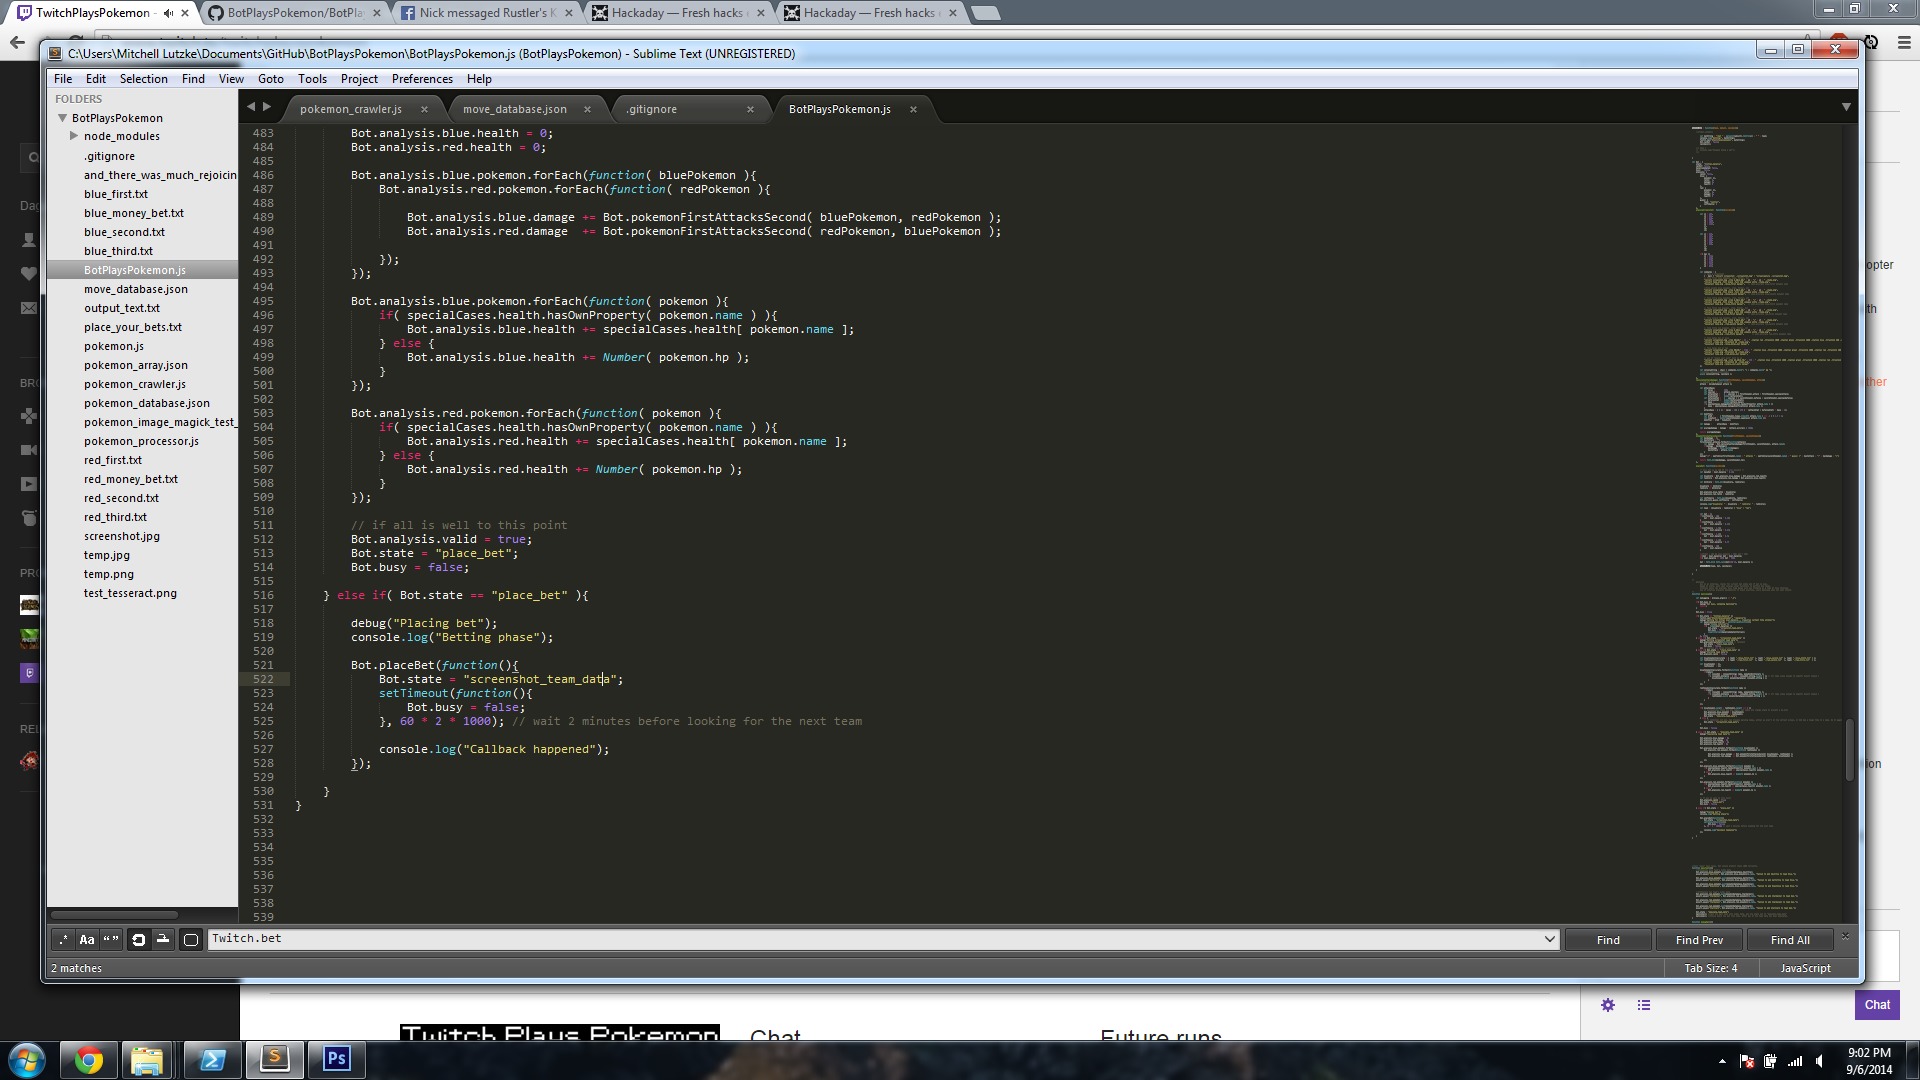 TwitchPlaysPokemon -
BotPlaysPokemon/BotPla
Nick messaged Rustler's K
Hackaday — Fresh hacks
Hackaday — Fresh hacks
C:\Users\Mitchell Lutzke\Documents\GitHub\BotPlaysPokemon\BotPlaysPokemon.js (BotPlaysPokemon) - Sublime Text (UNREGISTERED)
File Edit Selection Find View Goto Tools Project Preferences Help
FOLDERS
BotPlaysPokemon
node_modules
.gitignore
and_there_was_much_rejoicin
blue_first.txt
blue_money_bet.txt
blue_second.txt
blue_third.txt
BotPlaysPokemon.js
move_database.json
output_text.txt
place_your_bets.txt
pokemon.js
pokemon_array.json
pokemon_crawler.js
pokemon_database.json
pokemon_image_magick_test_
pokemon_processor.js
red_first.txt
red_money_bet.txt
red_second.txt
red_third.txt
screenshot.jpg
temp.jpg
temp.png
test_tesseract.png
pokemon_crawler.js
move_database.json
.gitignore
BotPlaysPokemon.js
483 Bot.analysis.blue.health = 0;
484 Bot.analysis.red.health = 0;
485
486 Bot.analysis.blue.pokemon.forEach(function( bluePokemon ){
487 Bot.analysis.red.pokemon.forEach(function( redPokemon ){
488
489 Bot.analysis.blue.damage += Bot.pokemonFirstAttacksSecond( bluePokemon, redPokemon );
490 Bot.analysis.red.damage  += Bot.pokemonFirstAttacksSecond( redPokemon, bluePokemon );
491
492 });
493 });
494
495 Bot.analysis.blue.pokemon.forEach(function( pokemon ){
496 if( specialCases.health.hasOwnProperty( pokemon.name ) ){
497 Bot.analysis.blue.health += specialCases.health[ pokemon.name ];
498 } else {
499 Bot.analysis.blue.health += Number( pokemon.hp );
500 }
501 });
502
503 Bot.analysis.red.pokemon.forEach(function( pokemon ){
504 if( specialCases.health.hasOwnProperty( pokemon.name ) ){
505 Bot.analysis.red.health += specialCases.health[ pokemon.name ];
506 } else {
507 Bot.analysis.red.health += Number( pokemon.hp );
508 }
509 });
510
511 // if all is well to this point
512 Bot.analysis.valid = true;
513 Bot.state = "place_bet";
514 Bot.busy = false;
515
516 } else if( Bot.state == "place_bet" ){
517
518 debug("Placing bet");
519 console.log("Betting phase");
520
521 Bot.placeBet(function(){
522 Bot.state = "screenshot_team_data";
523 setTimeout(function(){
524 Bot.busy = false;
525 }, 60 * 2 * 1000); // wait 2 minutes before looking for the next team
526
527 console.log("Callback happened");
528 });
529
530 }
531 }
532
533
534
535
536
537
538
539
Twitch.bet
Find
Find Prev
Find All
2 matches
Tab Size: 4
JavaScript
Dag
BRO
PRO
REL
opter
th
ther
ion
Chat
Twitch Plays Pokemon
Chat
Future runs
Ps
9:02 PM
9/6/2014